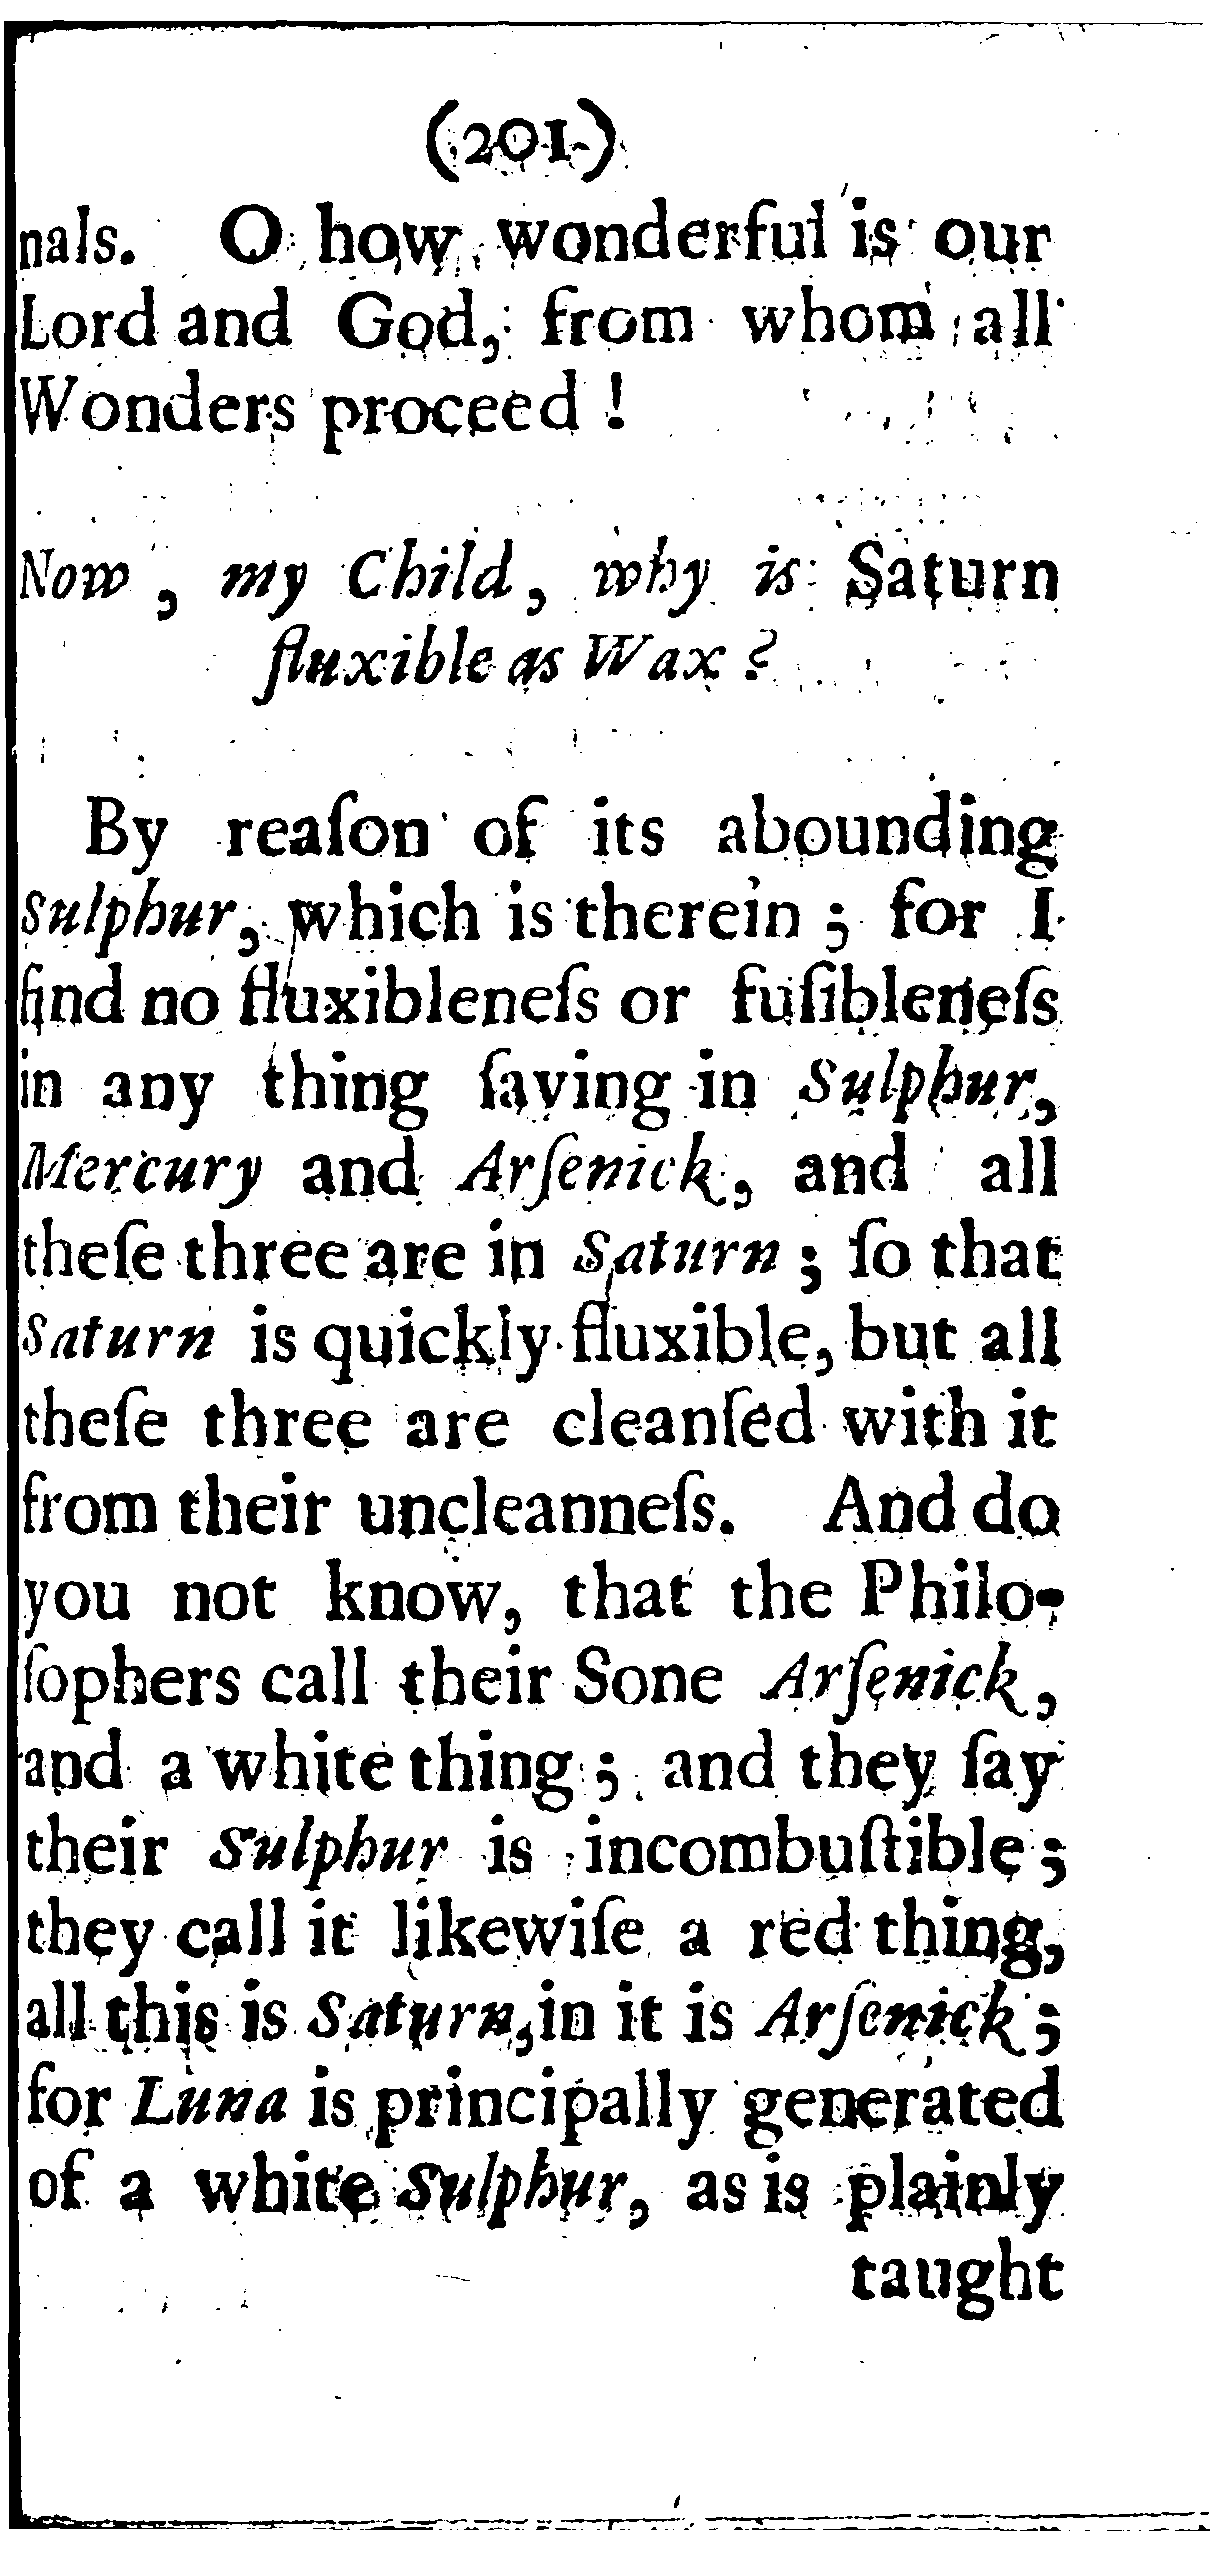 (201)
nals. O how wonderful is our
Lord and God, from whom all
Wonders proceed !
Now , my Child, why is Saturn
fluxible as Wax ?
By reaſon of its abounding
Sulphur, which is therein ; for I
find no fluxibleneſs or fuſibleneſs
in any thing ſaving in Sulphur,
Mercury and Arſenick, and all
theſe three are in Saturn ; ſo that
Saturn is quickly fluxible, but all
theſe three are cleanſed with it
from their uncleanneſs. And do
you not know, that the Philo-
ſophers call their Sone Arſenick,
and a white thing ; and they ſay
their Sulphur is incombuſtible ;
they call it likewiſe a red thing,
all this is Saturn, in it is Arſenick ;
for Luna is principally generated
of a white Sulphur, as is plainly
taught